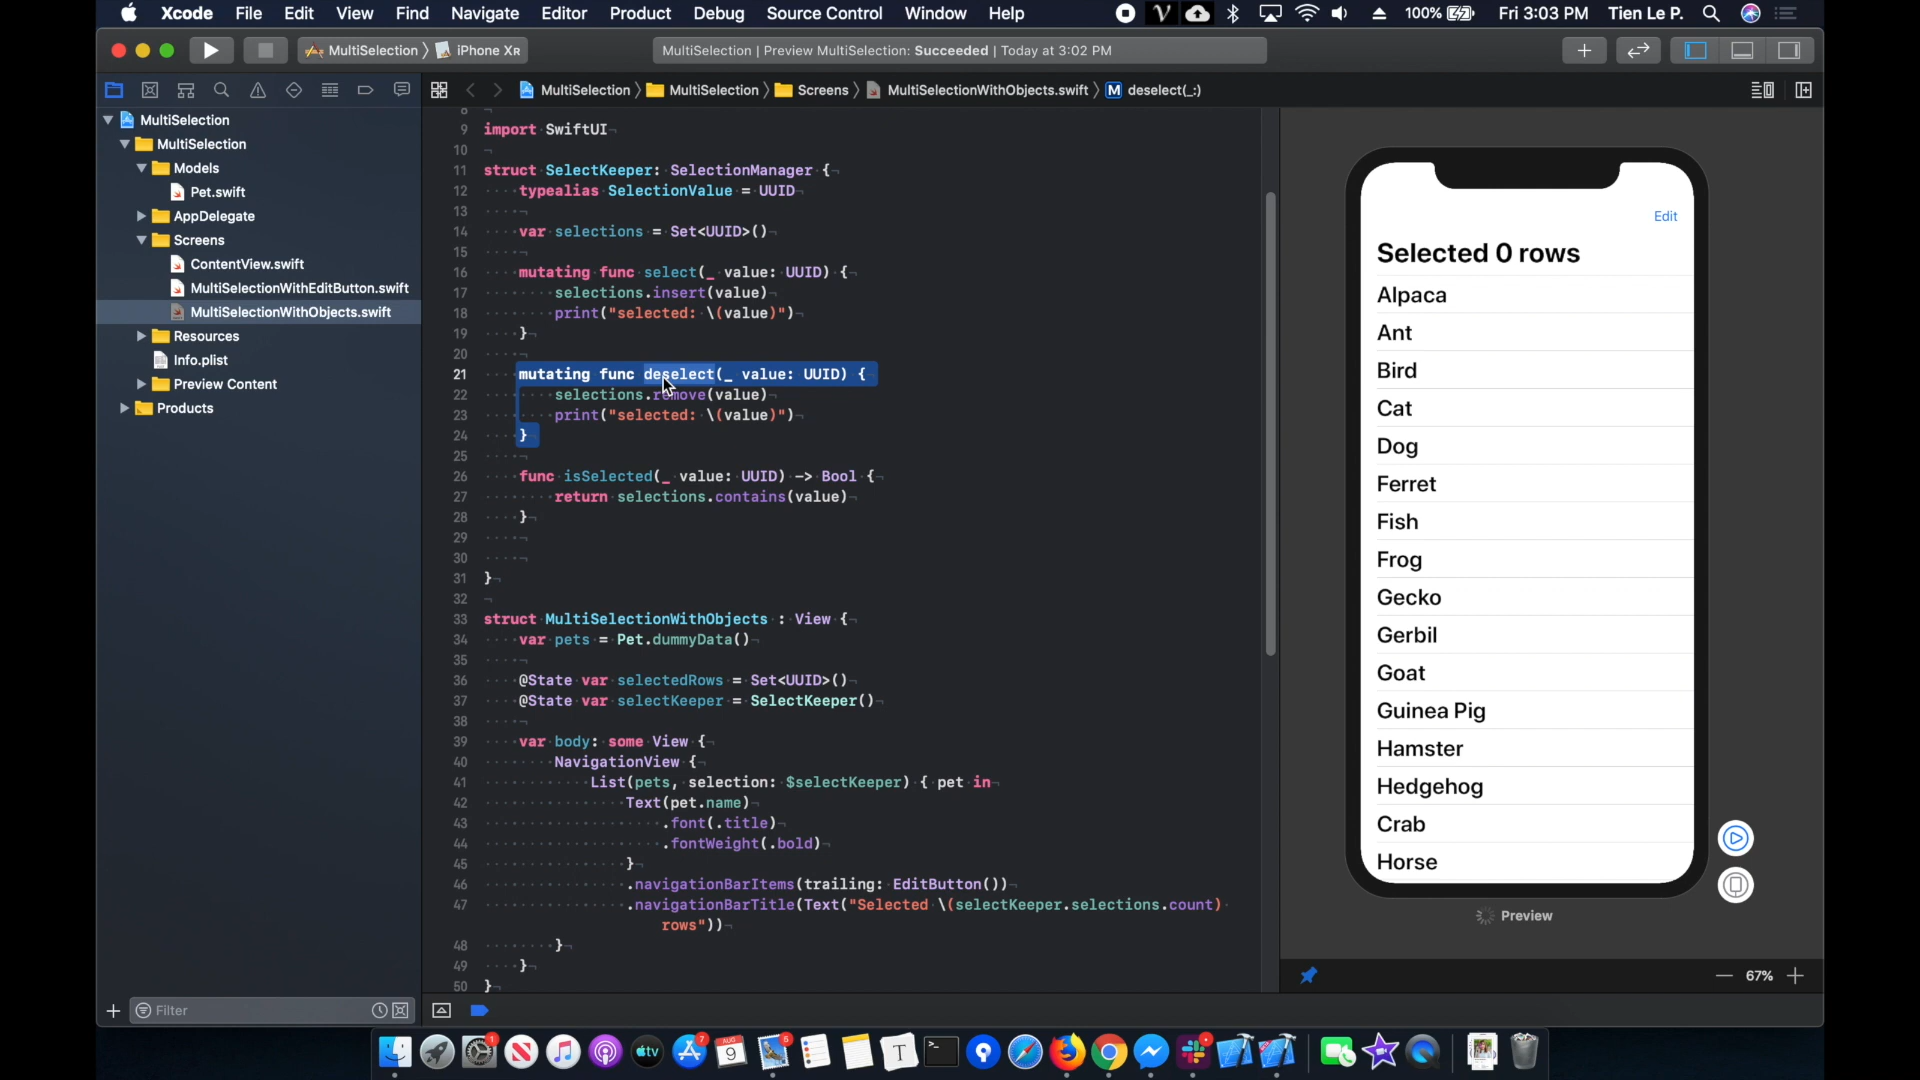 Xcode File Edit View Find Navigate Editor Product Debug Source Control Window Help 100% Fri 3:03 PM Tien Le P.
MultiSelection iPhone XR MultiSelection | Preview MultiSelection: Succeeded | Today at 3:02 PM
MultiSelection MultiSelection Screens MultiSelectionWithObjects.swift M deselect(_:)
MultiSelection
MultiSelection
Models
Pet.swift
AppDelegate
Screens
ContentView.swift
MultiSelectionWithEditButton.swift
MultiSelectionWithObjects.swift
Resources
Info.plist
Preview Content
Products
Filter
8
9 import SwiftUI
10
11 struct SelectKeeper: SelectionManager {
12 typealias SelectionValue = UUID
13
14 var selections = Set<UUID>()
15
16 mutating func select(_ value: UUID) {
17 selections.insert(value)
18 print("selected: \(value)")
19 }
20
21 mutating func deselect(_ value: UUID) {
22 selections.remove(value)
23 print("selected: \(value)")
24 }
25
26 func isSelected(_ value: UUID) -> Bool {
27 return selections.contains(value)
28 }
29
30
31 }
32
33 struct MultiSelectionWithObjects : View {
34 var pets = Pet.dummyData()
35
36 @State var selectedRows = Set<UUID>()
37 @State var selectKeeper = SelectKeeper()
38
39 var body: some View {
40 NavigationView {
41 List(pets, selection: $selectKeeper) { pet in
42 Text(pet.name)
43 .font(.title)
44 .fontWeight(.bold)
45 }
46 .navigationBarItems(trailing: EditButton())
47 .navigationBarTitle(Text("Selected \(selectKeeper.selections.count)
rows"))
48 }
49 }
50 }
Edit
Selected 0 rows
Alpaca
Ant
Bird
Cat
Dog
Ferret
Fish
Frog
Gecko
Gerbil
Goat
Guinea Pig
Hamster
Hedgehog
Crab
Horse
Preview
67%
1 tv 7 AUG 9 5 T